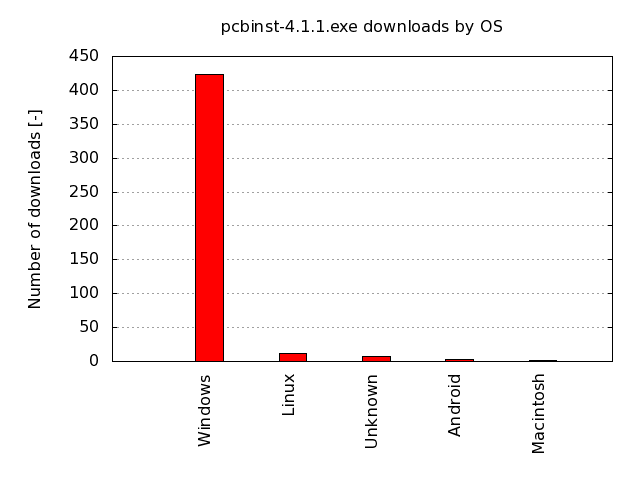 pcbinst-4.1.1.exe downloads by OS
Number of downloads [-]
450
400
350
300
250
200
150
100
50
0
Windows
Linux
Unknown
Android
Macintosh